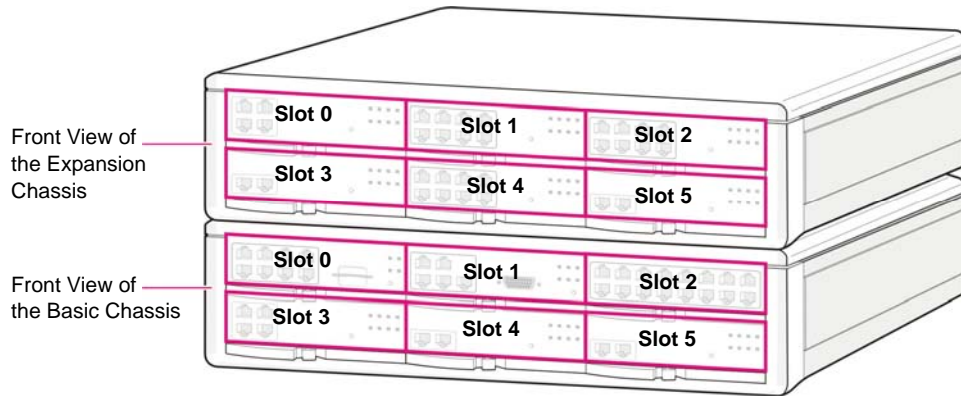 Slot 0
Slot 1
Slot 2
Front View of
the Expansion
Chassis
Slot 3
Slot 4
Slot 5
Slot 0
Slot 1
Slot 2
Front View of
the Basic Chassis
Slot 3
Slot 4
Slot 5